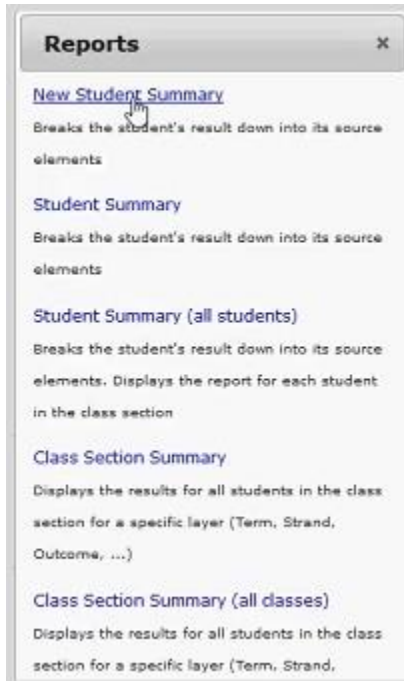 Reports ×
New Student Summary
Breaks the student's result down into its source
elements
Student Summary
Breaks the student's result down into its source
elements
Student Summary (all students)
Breaks the student's result down into its source
elements. Displays the report for each student
in the class section
Class Section Summary
Displays the results for all students in the class
section for a specific layer (Term, Strand,
Outcome, ...)
Class Section Summary (all classes)
Displays the results for all students in the class
section for a specific layer (Term, Strand,